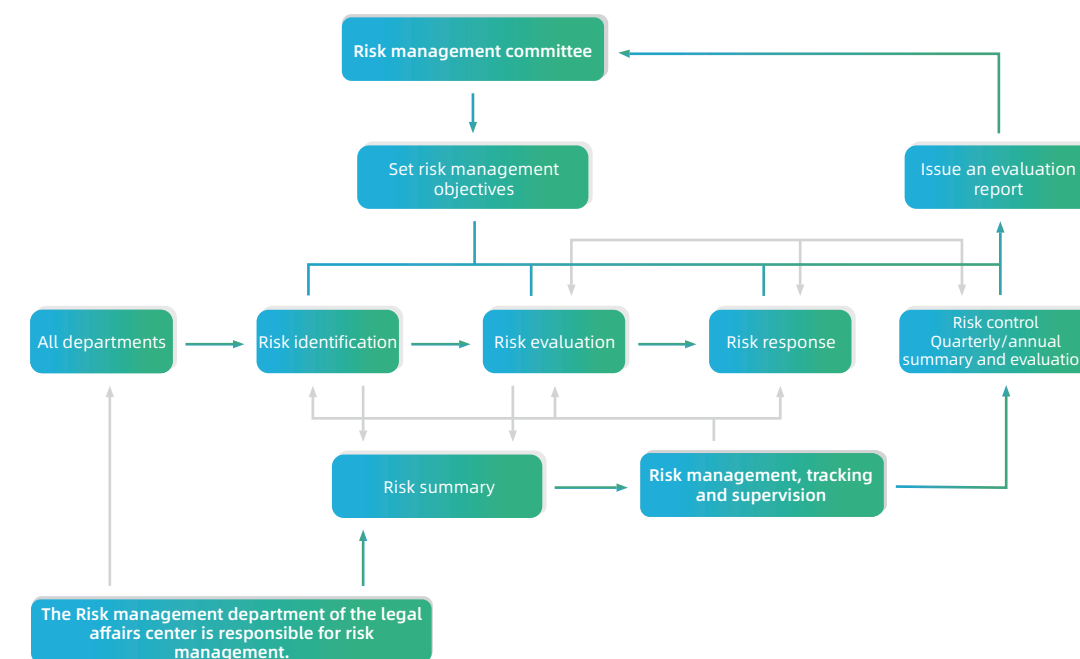 Risk management committee
Set risk management
objectives
Issue an evaluation
report
All departments
Risk identification
Risk evaluation
Risk response
Risk control
Quarterly/annual
summary and evaluatio
Risk summary
Risk management, tracking
and supervision
The Risk management department of the legal
affairs center is responsible for risk
management.